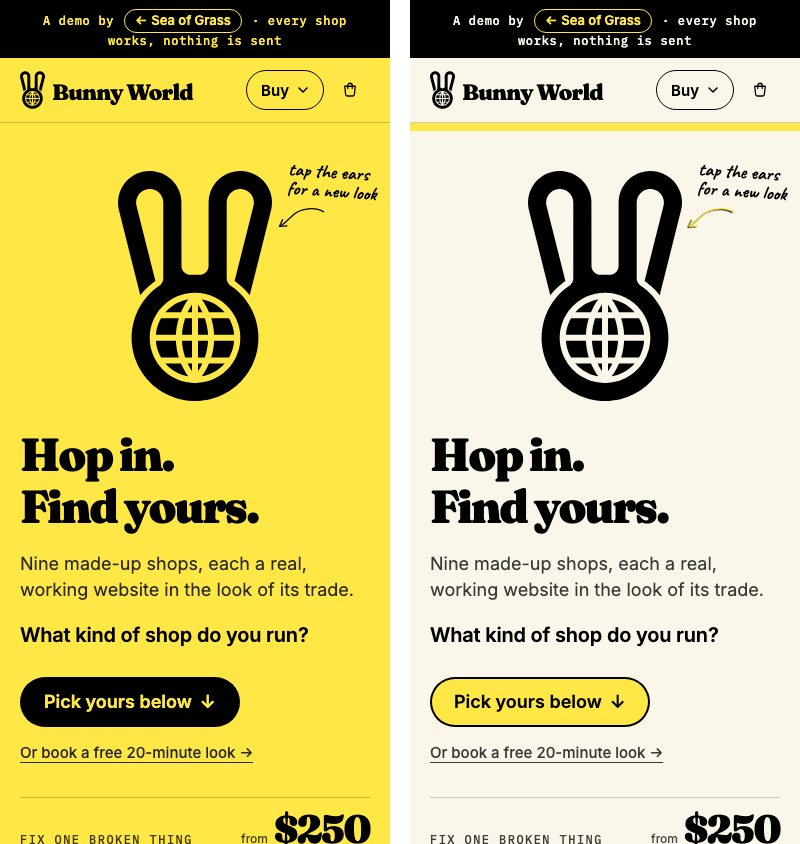 A demo by ← Sea of Grass · every shop
works, nothing is sent
Bunny World
Buy
tap the ears
for a new look
Hop in.
Find yours.
Nine made-up shops, each a real,
working website in the look of its trade.
What kind of shop do you run?
Pick yours below ↓
Or book a free 20-minute look →
FIX ONE BROKEN THING from $250
A demo by ← Sea of Grass · every shop
works, nothing is sent
Bunny World
Buy
tap the ears
for a new look
Hop in.
Find yours.
Nine made-up shops, each a real,
working website in the look of its trade.
What kind of shop do you run?
Pick yours below ↓
Or book a free 20-minute look →
FIX ONE BROKEN THING from $250